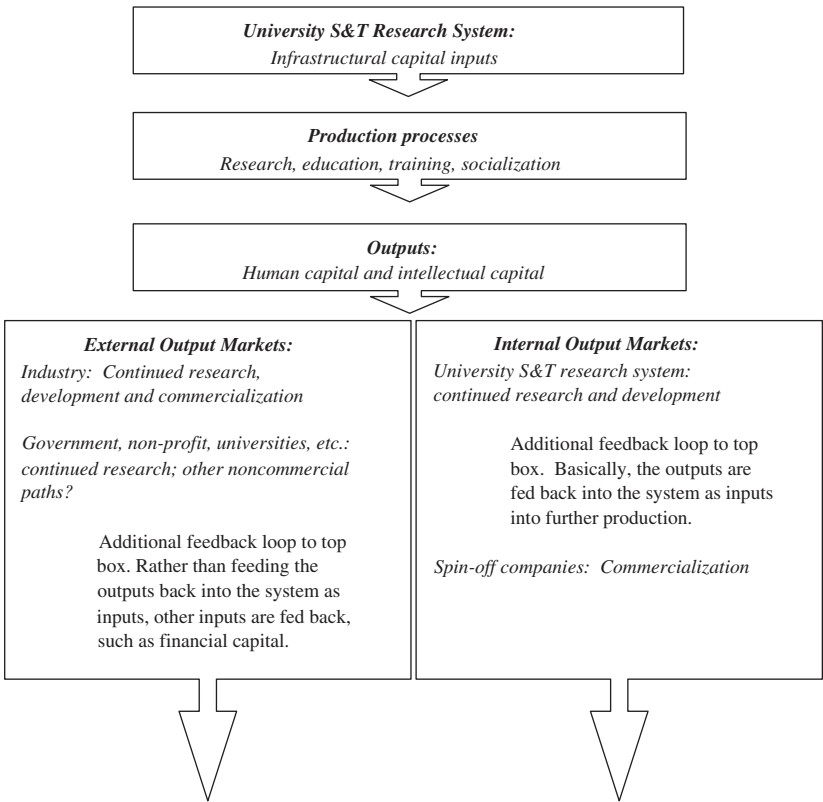 University S&T Research System:
Infrastructural capital inputs
Production processes
Research, education, training, socialization
Outputs:
Human capital and intellectual capital
External Output Markets:
Industry: Continued research,
development and commercialization
Government, non-profit, universities, etc.:
continued research; other noncommercial
paths?
Additional feedback loop to top
box. Rather than feeding the
outputs back into the system as
inputs, other inputs are fed back,
such as financial capital.
Internal Output Markets:
University S&T research system:
continued research and development
Additional feedback loop to top
box. Basically, the outputs are
fed back into the system as inputs
into further production.
Spin-off companies: Commercialization